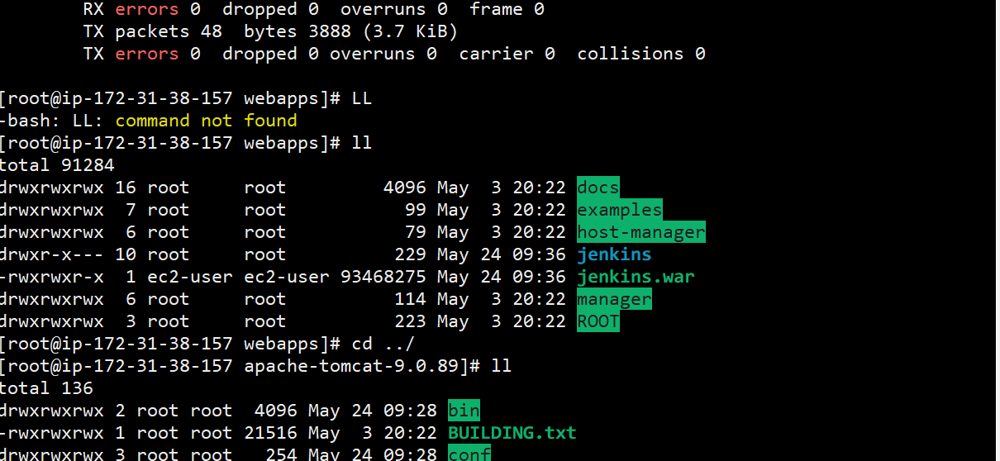 RX errors 0  dropped 0  overruns 0  frame 0
TX packets 48  bytes 3888 (3.7 KiB)
TX errors 0  dropped 0 overruns 0  carrier 0  collisions 0
[root@ip-172-31-38-157 webapps]# LL
-bash: LL: command not found
[root@ip-172-31-38-157 webapps]# ll
total 91284
drwxrwxrwx 16 root     root         4096 May  3 20:22 docs
drwxrwxrwx  7 root     root           99 May  3 20:22 examples
drwxrwxrwx  6 root     root           79 May  3 20:22 host-manager
drwxr-x--- 10 root     root          229 May 24 09:36 jenkins
-rwxrwxr-x  1 ec2-user ec2-user 93468275 May 24 09:36 jenkins.war
drwxrwxrwx  6 root     root          114 May  3 20:22 manager
drwxrwxrwx  3 root     root          223 May  3 20:22 ROOT
[root@ip-172-31-38-157 webapps]# cd ../
[root@ip-172-31-38-157 apache-tomcat-9.0.89]# ll
total 136
drwxrwxrwx 2 root root  4096 May 24 09:28 bin
-rwxrwxrwx 1 root root 21516 May  3 20:22 BUILDING.txt
drwxrwxrwx 3 root root   254 May 24 09:28 conf